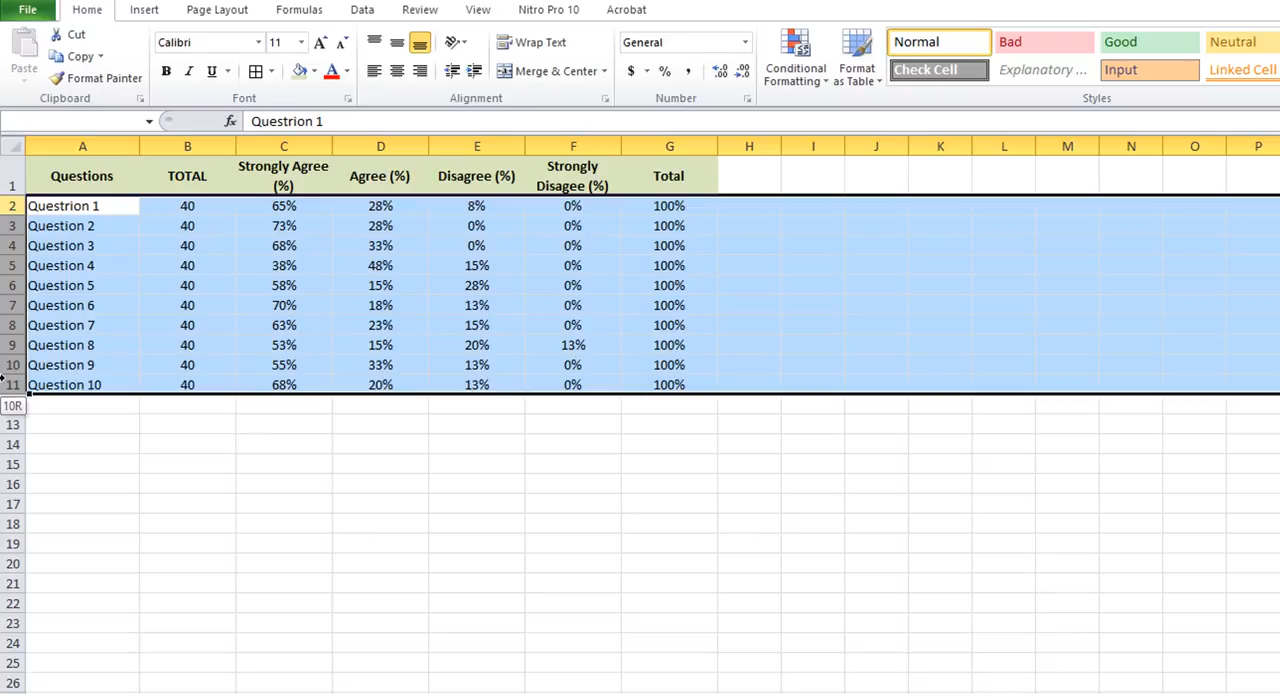 File Home Insert Page Layout Formulas Data Review View Nitro Pro 10 Acrobat
Paste Cut Copy Format Painter
Clipboard
Calibri 11 A A
B I U A
Font
Wrap Text
Merge & Center
Alignment
General
$ % , .00 .0
Number
Conditional Formatting
Format as Table
Normal Bad Good Neutral
Check Cell Explanatory ... Input Linked Cell
Styles
fx Questrion 1
A B C D E F G H I J K L M N O P
1 Questions TOTAL Strongly Agree (%) Agree (%) Disagree (%) Strongly Disagee (%) Total
2 Questrion 1 40 65% 28% 8% 0% 100%
3 Question 2 40 73% 28% 0% 0% 100%
4 Question 3 40 68% 33% 0% 0% 100%
5 Question 4 40 38% 48% 15% 0% 100%
6 Question 5 40 58% 15% 28% 0% 100%
7 Question 6 40 70% 18% 13% 0% 100%
8 Question 7 40 63% 23% 15% 0% 100%
9 Question 8 40 53% 15% 20% 13% 100%
10 Question 9 40 55% 33% 13% 0% 100%
11 Question 10 40 68% 20% 13% 0% 100%
10R
13
14
15
16
17
18
19
20
21
22
23
24
25
26